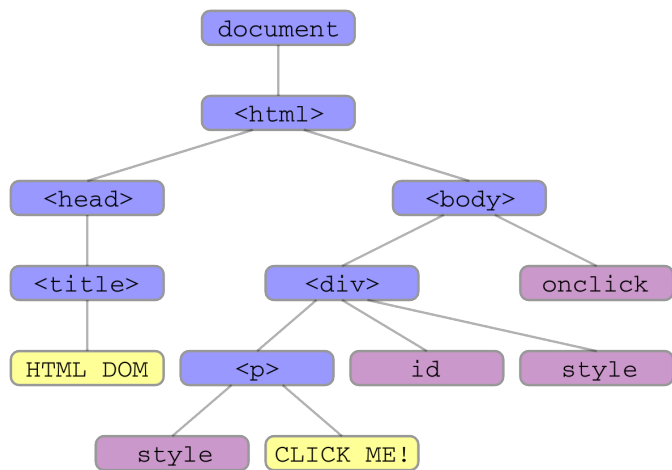 document
<html>
<head>
<body>
<title>
<div>
onclick
HTML DOM
<p>
id
style
style
CLICK ME!